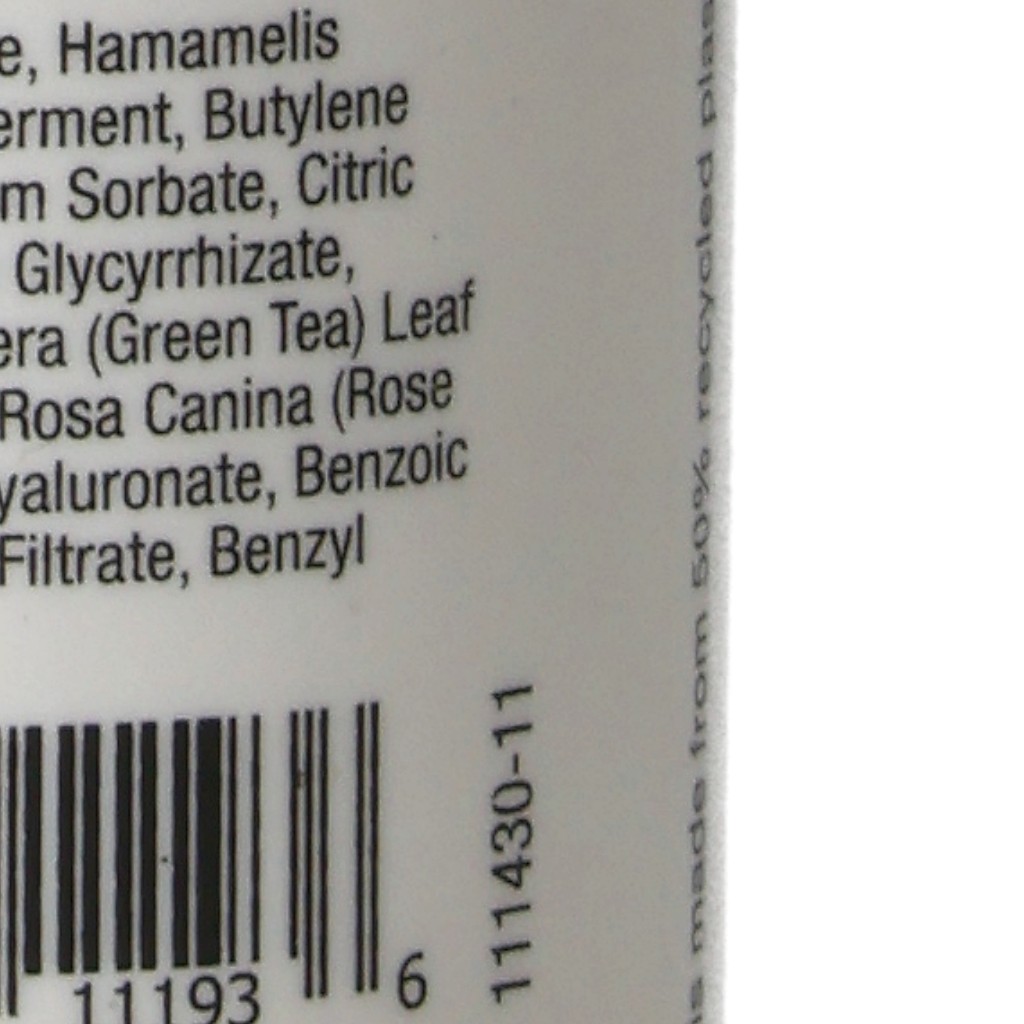 e, Hamamelis
erment, Butylene
m Sorbate, Citric
Glycyrrhizate,
era (Green Tea) Leaf
Rosa Canina (Rose
yaluronate, Benzoic
Filtrate, Benzyl
11193 6
111430-11
s made from 50% recycled plas